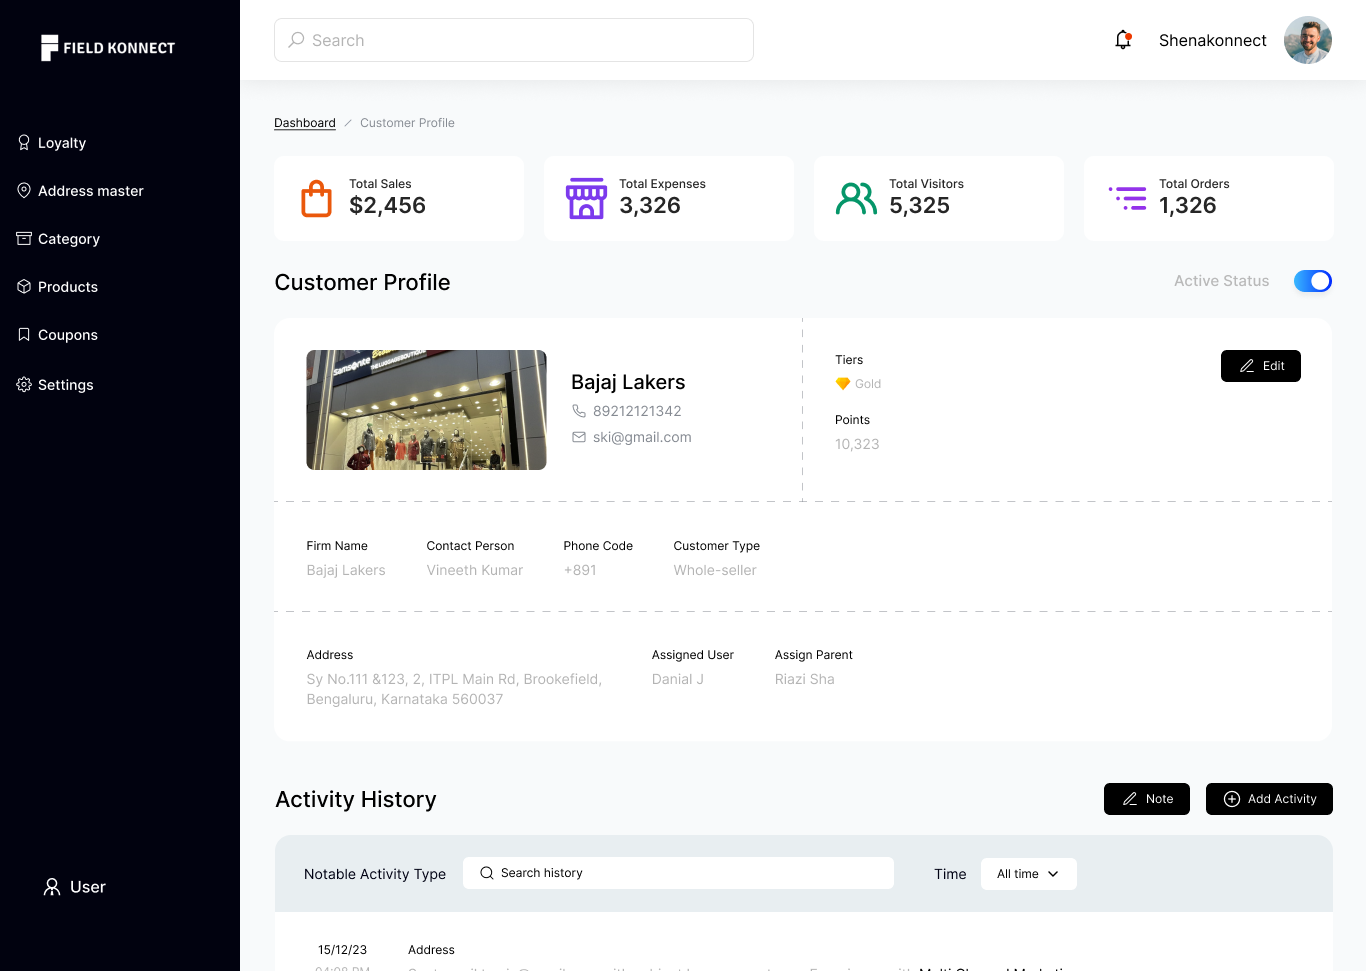 FIELD KONNECT
Search
Shenakonnect
Loyalty
Address master
Category
Products
Coupons
Settings
User
Dashboard / Customer Profile
Total Sales
$2,456
Total Expenses
3,326
Total Visitors
5,325
Total Orders
1,326
Customer Profile
Active Status
Samsonite
THE LUGGAGE BOUTIQUE
Bajaj Lakers
89212121342
ski@gmail.com
Tiers
Gold
Points
10,323
Edit
Firm Name
Bajaj Lakers
Contact Person
Vineeth Kumar
Phone Code
+891
Customer Type
Whole-seller
Address
Sy No.111 &123, 2, ITPL Main Rd, Brookefield,
Bengaluru, Karnataka 560037
Assigned User
Danial J
Assign Parent
Riazi Sha
Activity History
Note
Add Activity
Notable Activity Type
Search history
Time
All time
15/12/23
Address